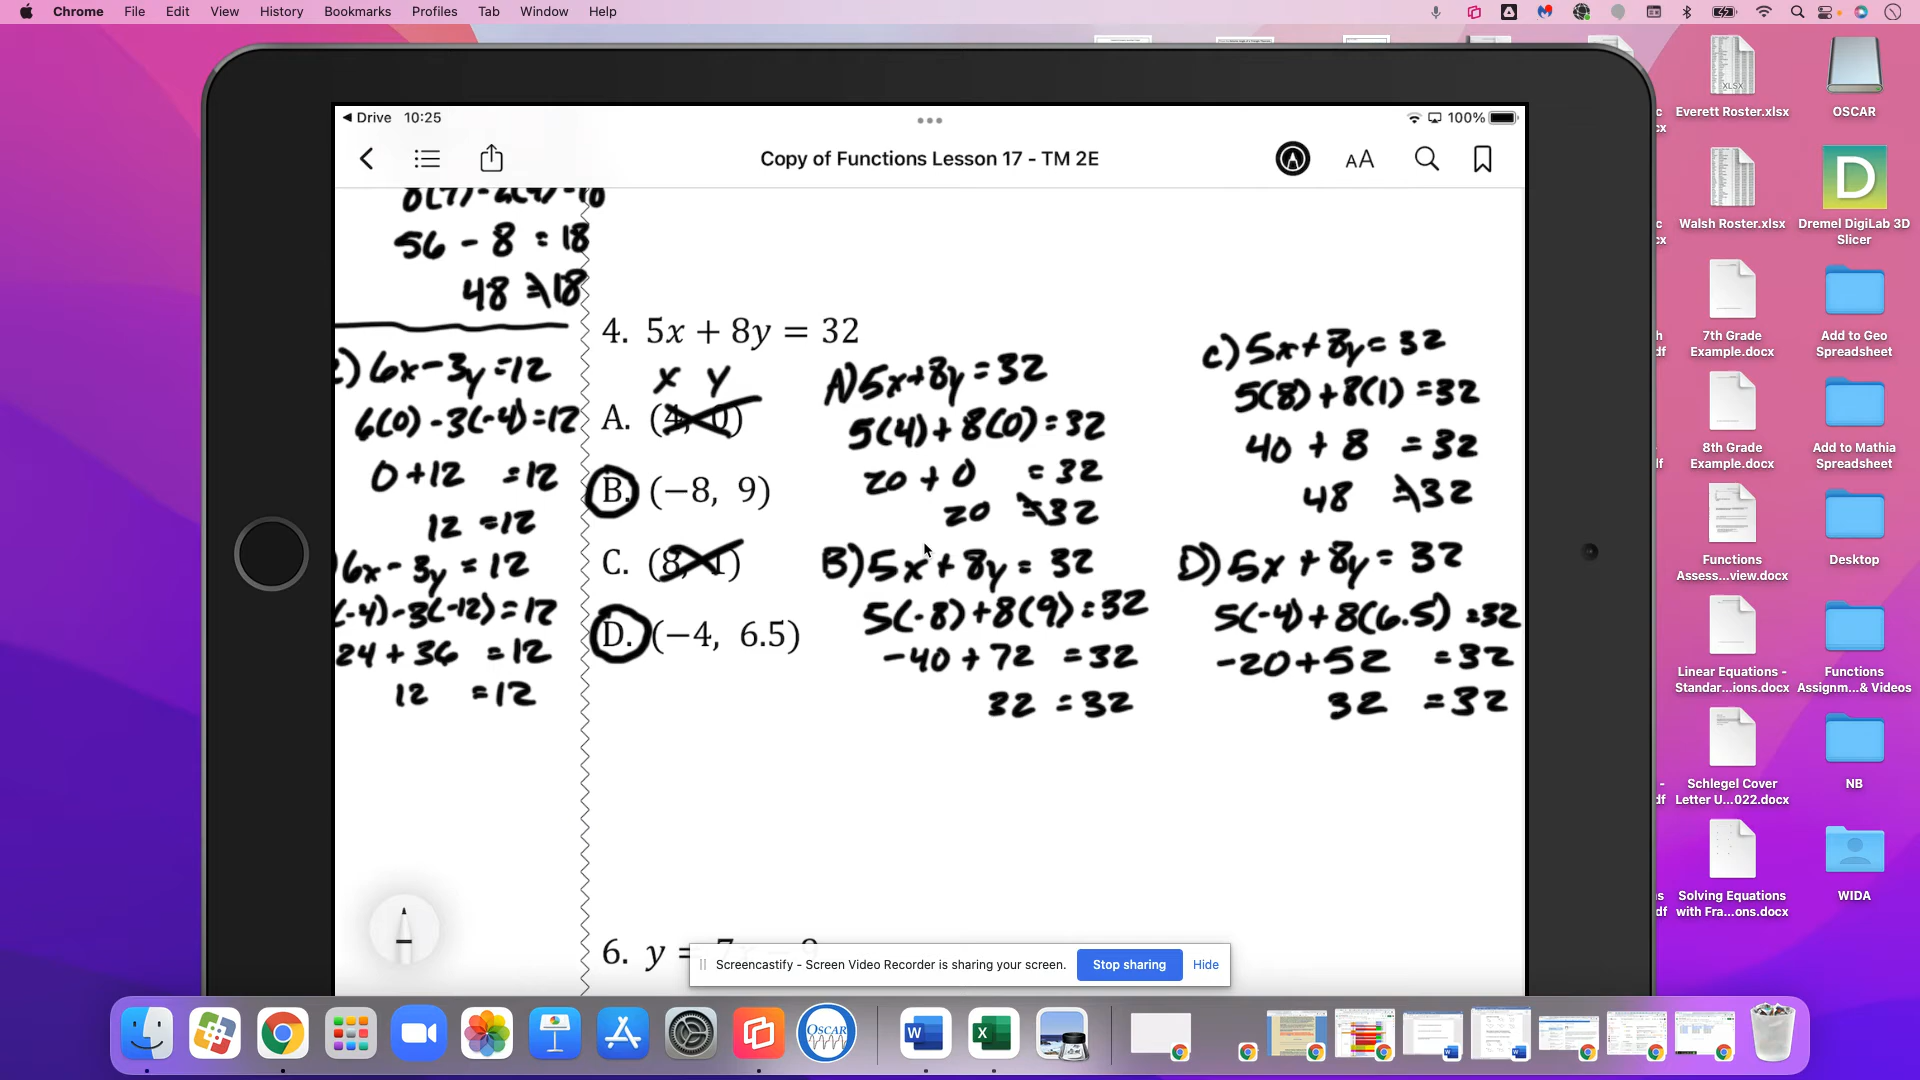 Chrome File Edit View History Bookmarks Profiles Tab Window Help
Drive 10:25
100%
Copy of Functions Lesson 17 - TM 2E
AA
56 - 8 = 18
48 ≠ 18
) 6x - 3y = 12
6(0) - 3(-4) = 12
0 + 12 = 12
12 = 12
) 6x - 3y = 12
(-4) - 3(-12) = 12
24 + 36 = 12
12 = 12
4. 5x + 8y = 32
x y
A. (4, 0)
B. (−8, 9)
C. (8, 1)
D. (−4, 6.5)
A) 5x + 8y = 32
5(4) + 8(0) = 32
20 + 0 = 32
20 ≠ 32
B) 5x + 8y = 32
5(-8) + 8(9) = 32
-40 + 72 = 32
32 = 32
C) 5x + 8y = 32
5(8) + 8(1) = 32
40 + 8 = 32
48 ≠ 32
D) 5x + 8y = 32
5(-4) + 8(6.5) = 32
-20 + 52 = 32
32 = 32
6. y =
Screencastify - Screen Video Recorder is sharing your screen.
Stop sharing
Hide
XLSX
Everett Roster.xlsx
OSCAR
Walsh Roster.xlsx
D
Dremel DigiLab 3D
Slicer
7th Grade
Example.docx
Add to Geo
Spreadsheet
8th Grade
Example.docx
Add to Mathia
Spreadsheet
Functions
Assess...view.docx
Desktop
Linear Equations -
Standar...ions.docx
Functions
Assignm...& Videos
Schlegel Cover
Letter U...022.docx
NB
Solving Equations
with Fra...ons.docx
WIDA
OSCAR
W
X